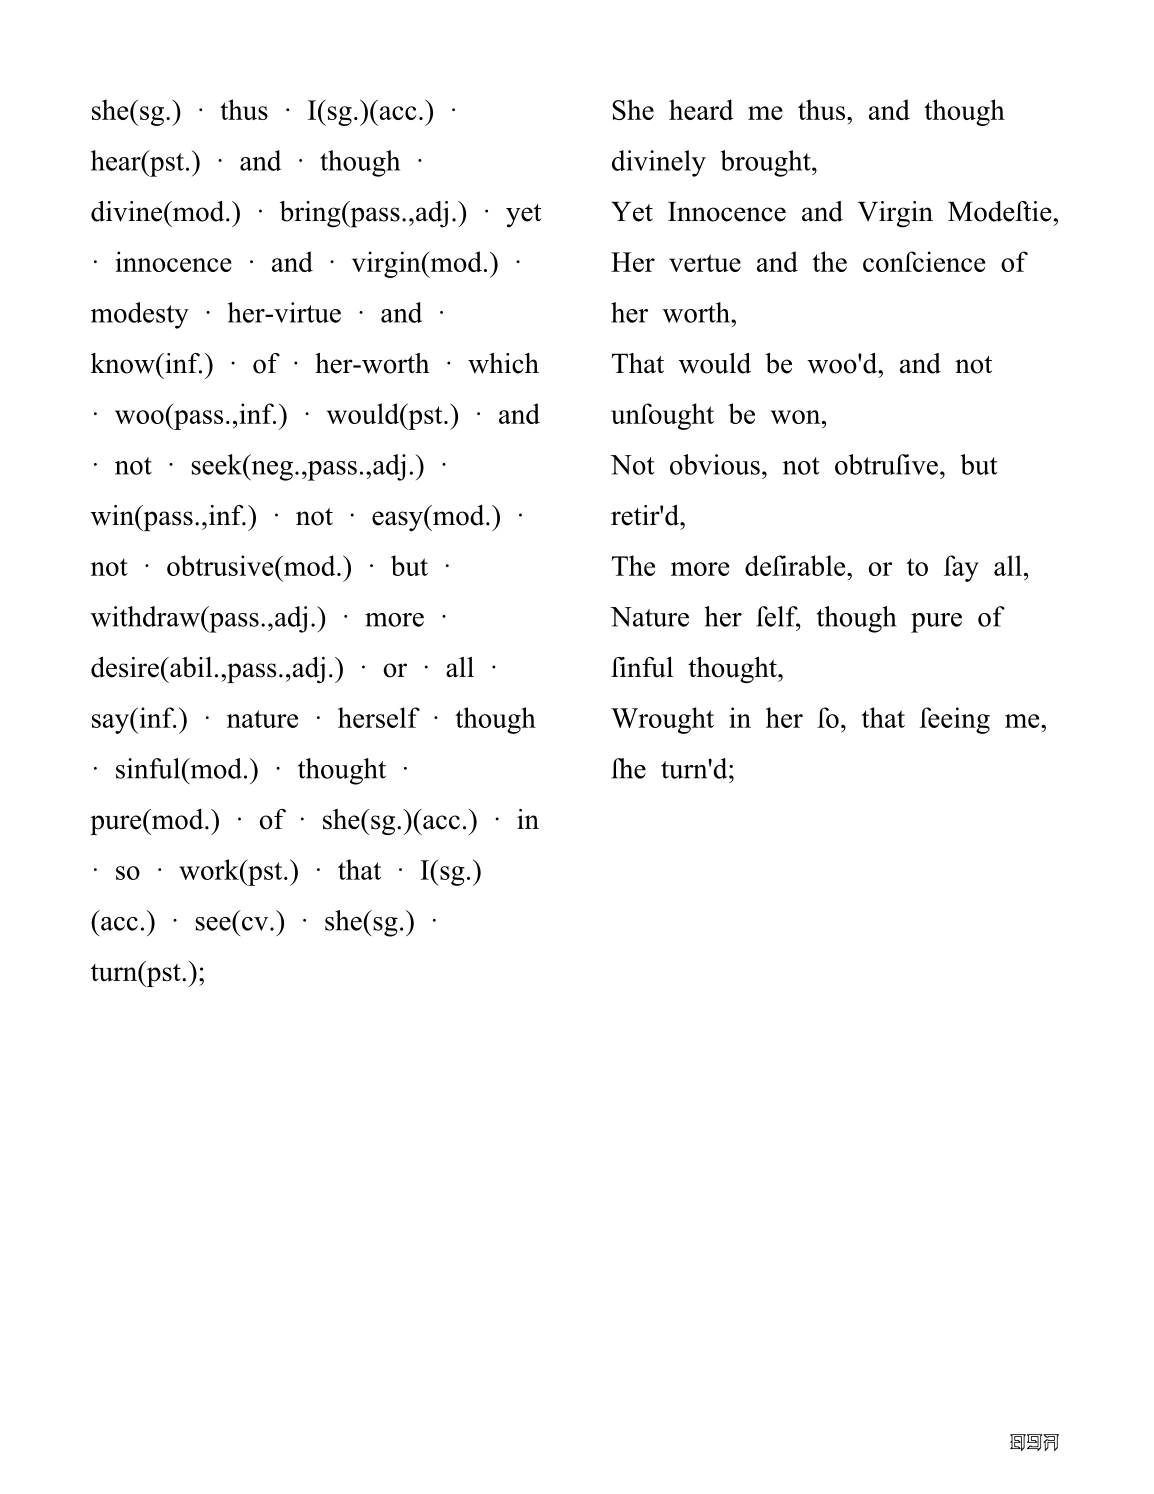 she(sg.) · thus · I(sg.)(acc.) ·
hear(pst.) · and · though ·
divine(mod.) · bring(pass.,adj.) · yet
· innocence · and · virgin(mod.) ·
modesty · her-virtue · and ·
know(inf.) · of · her-worth · which
· woo(pass.,inf.) · would(pst.) · and
· not · seek(neg.,pass.,adj.) ·
win(pass.,inf.) · not · easy(mod.) ·
not · obtrusive(mod.) · but ·
withdraw(pass.,adj.) · more ·
desire(abil.,pass.,adj.) · or · all ·
say(inf.) · nature · herself · though
· sinful(mod.) · thought ·
pure(mod.) · of · she(sg.)(acc.) · in
· so · work(pst.) · that · I(sg.)
(acc.) · see(cv.) · she(sg.) ·
turn(pst.);
She heard me thus, and though
divinely brought,
Yet Innocence and Virgin Modeſtie,
Her vertue and the conſcience of
her worth,
That would be woo'd, and not
unſought be won,
Not obvious, not obtruſive, but
retir'd,
The more deſirable, or to ſay all,
Nature her ſelf, though pure of
ſinful thought,
Wrought in her ſo, that ſeeing me,
ſhe turn'd;